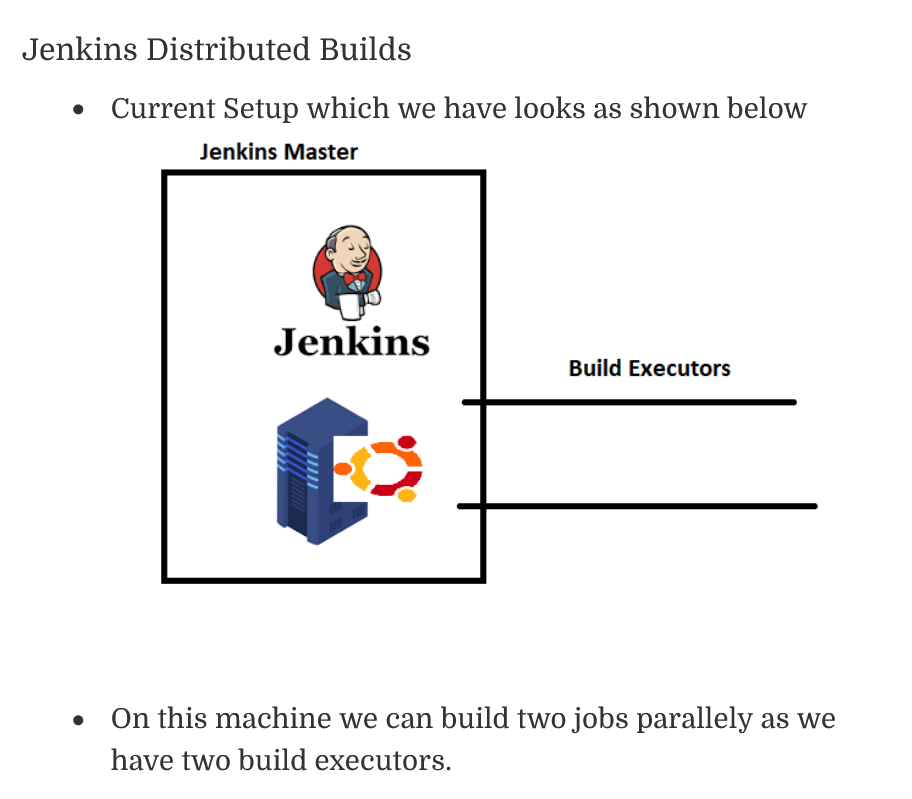 Jenkins Distributed Builds
• Current Setup which we have looks as shown below
Jenkins Master
Jenkins
Build Executors
• On this machine we can build two jobs parallely as we
have two build executors.